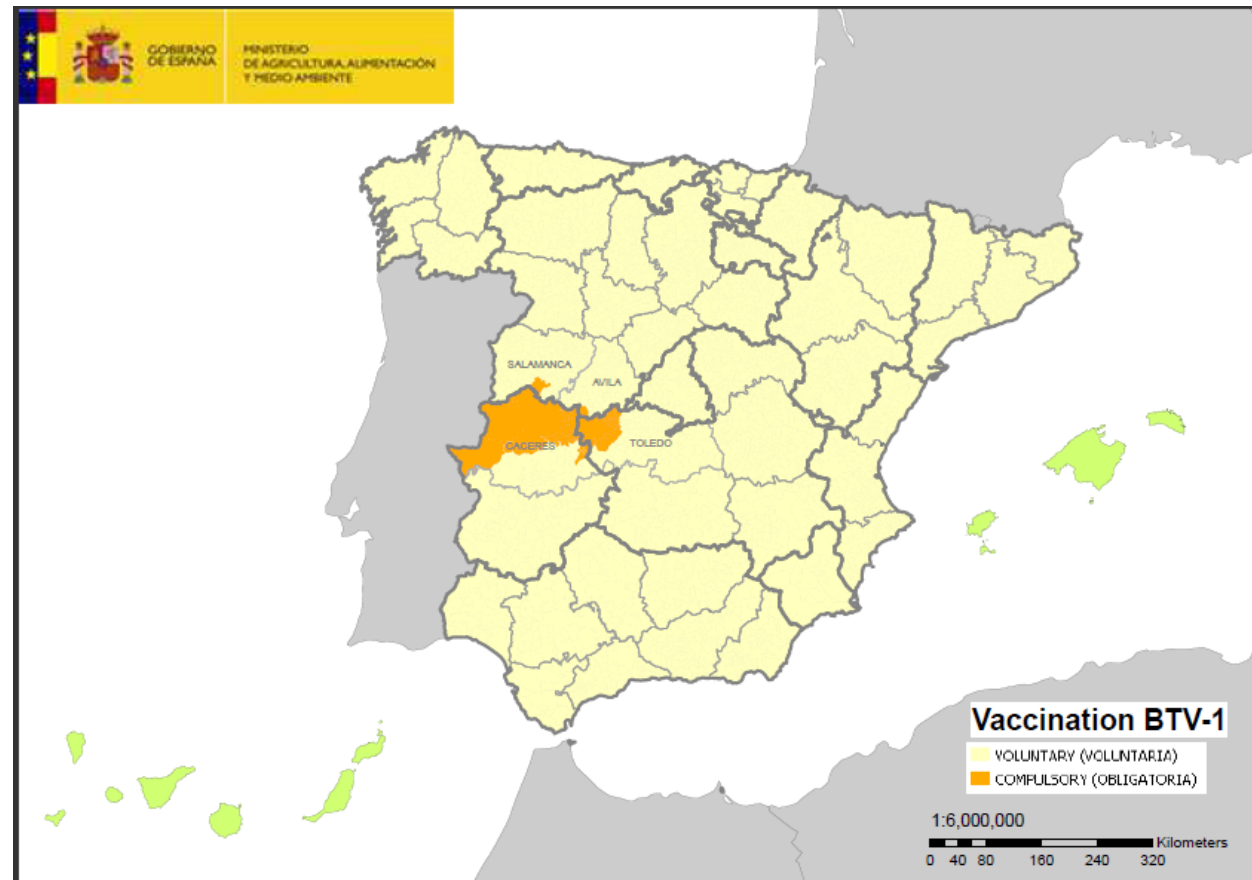 GOBIERNO
DE ESPAÑA
MINISTERIO
DE AGRICULTURA, ALIMENTACIÓN
Y MEDIO AMBIENTE
SALAMANCA
AVILA
CACERES
TOLEDO
Vaccination BTV-1
VOLUNTARY (VOLUNTARIA)
COMPULSORY (OBLIGATORIA)
1:6,000,000
Kilometers
0 40 80 160 240 320